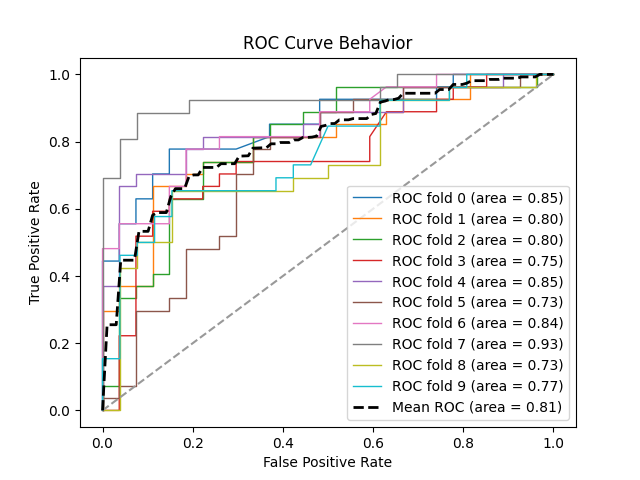 ROC Curve Behavior
True Positive Rate
1.0
0.8
0.6
0.4
0.2
0.0
ROC fold 0 (area = 0.85)
ROC fold 1 (area = 0.80)
ROC fold 2 (area = 0.80)
ROC fold 3 (area = 0.75)
ROC fold 4 (area = 0.85)
ROC fold 5 (area = 0.73)
ROC fold 6 (area = 0.84)
ROC fold 7 (area = 0.93)
ROC fold 8 (area = 0.73)
ROC fold 9 (area = 0.77)
Mean ROC (area = 0.81)
0.0 0.2 0.4 0.6 0.8 1.0
False Positive Rate